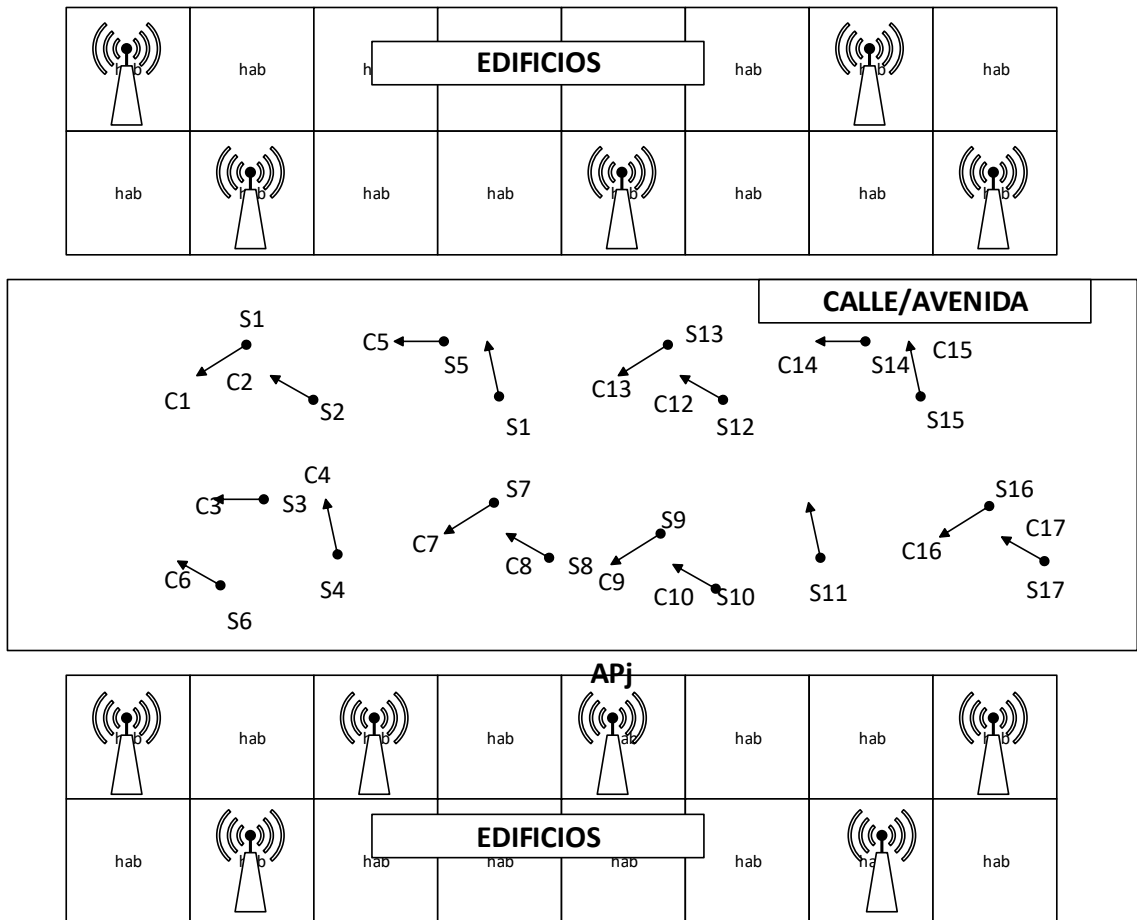 EDIFICIOS
hab hab hab hab hab
hab hab hab hab hab
CALLE/AVENIDA
S1 C5 S5 S13 C14 S14 C15
C1 C2 S2 S1 C13 C12 S12 S15
C4 S7 S16
C3 S3 C7 C8 S9 C16 C17
C6 S4 S8 C9 C10 S10 S11 S17
S6
APj
hab hab hab hab
EDIFICIOS
hab hab hab hab hab hab